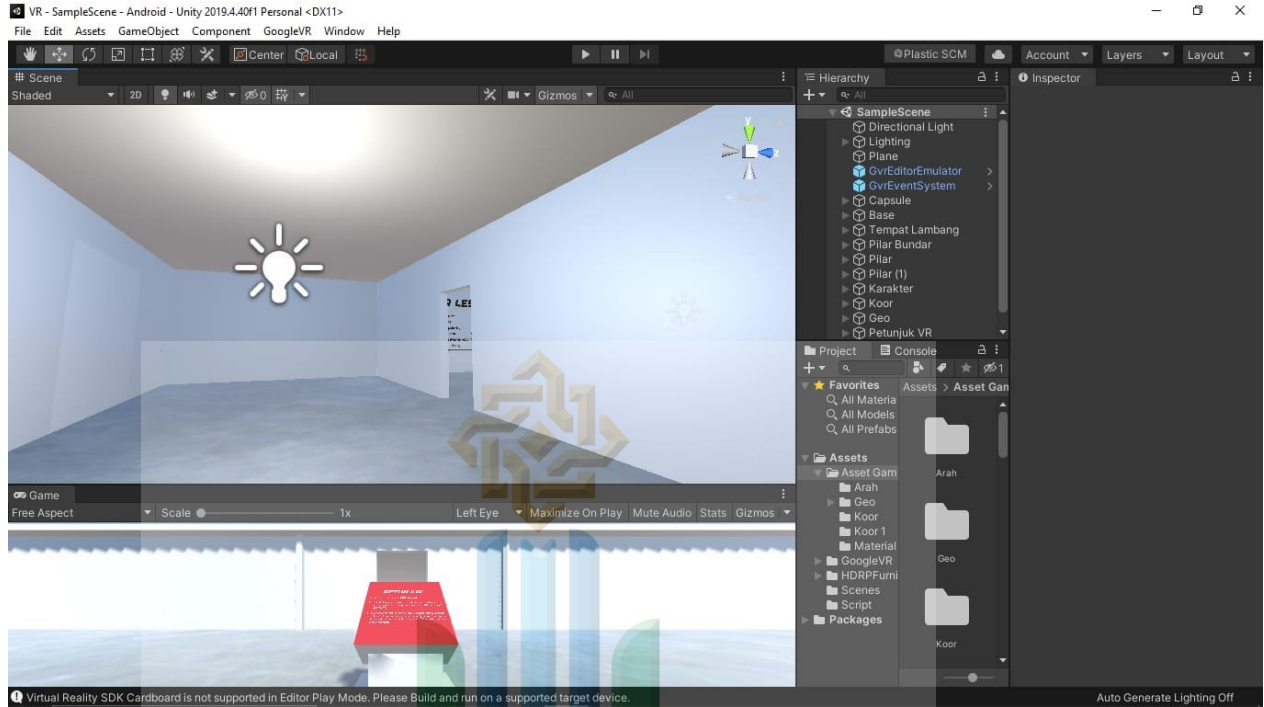 VR - SampleScene - Android - Unity 2019.4.40f1 Personal <DX11>
File Edit Assets GameObject Component GoogleVR Window Help
Center Local Plastic SCM Account Layers Layout
Scene
Shaded 2D 0 Gizmos All
y
z
R LES
Game
Free Aspect Scale 1x Left Eye Maximize On Play Mute Audio Stats Gizmos
PETUNJUK
Hierarchy
All
SampleScene
Directional Light
Lighting
Plane
GvrEditorEmulator
GvrEventSystem
Capsule
Base
Tempat Lambang
Pilar Bundar
Pilar
Pilar (1)
Karakter
Koor
Geo
Petunjuk VR
Project Console
1
Favorites
All Materia
All Models
All Prefabs
Assets
Asset Gam
Arah
Geo
Koor
Koor 1
Material
GoogleVR
HDRPFurni
Scenes
Script
Packages
Assets > Asset Gam
Arah
Geo
Koor
Inspector
Virtual Reality SDK Cardboard is not supported in Editor Play Mode. Please Build and run on a supported target device.
Auto Generate Lighting Off